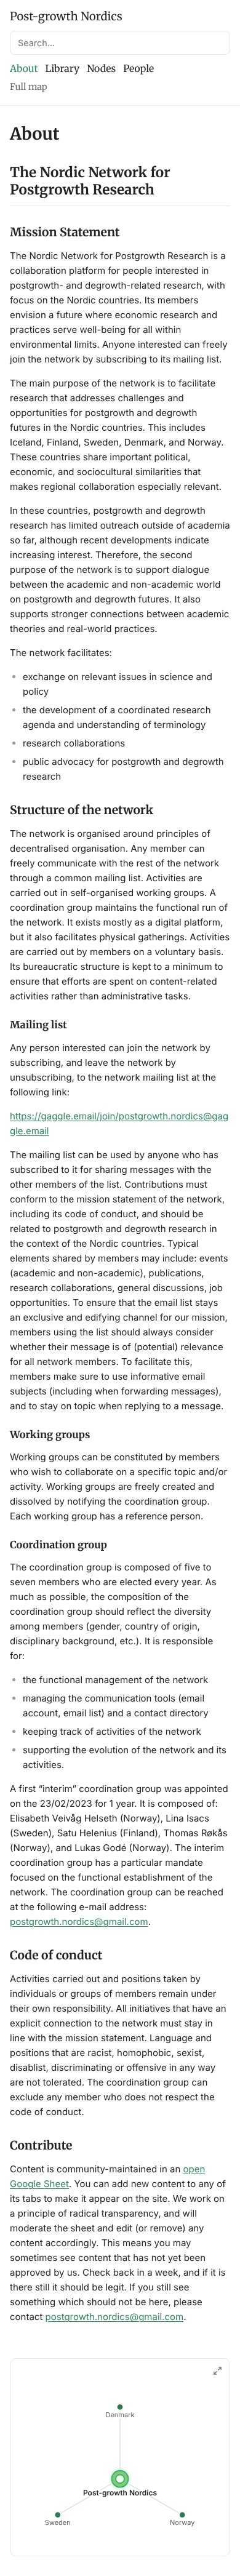 Post-growth Nordics
Search...
About Library Nodes People
Full map
About
The Nordic Network for
Postgrowth Research
Mission Statement
The Nordic Network for Postgrowth Research is a
collaboration platform for people interested in
postgrowth- and degrowth-related research, with
focus on the Nordic countries. Its members
envision a future where economic research and
practices serve well-being for all within
environmental limits. Anyone interested can freely
join the network by subscribing to its mailing list.
The main purpose of the network is to facilitate
research that addresses challenges and
opportunities for postgrowth and degrowth
futures in the Nordic countries. This includes
Iceland, Finland, Sweden, Denmark, and Norway.
These countries share important political,
economic, and sociocultural similarities that
makes regional collaboration especially relevant.
In these countries, postgrowth and degrowth
research has limited outreach outside of academia
so far, although recent developments indicate
increasing interest. Therefore, the second
purpose of the network is to support dialogue
between the academic and non-academic world
on postgrowth and degrowth futures. It also
supports stronger connections between academic
theories and real-world practices.
The network facilitates:
exchange on relevant issues in science and
policy
the development of a coordinated research
agenda and understanding of terminology
research collaborations
public advocacy for postgrowth and degrowth
research
Structure of the network
The network is organised around principles of
decentralised organisation. Any member can
freely communicate with the rest of the network
through a common mailing list. Activities are
carried out in self-organised working groups. A
coordination group maintains the functional run of
the network. It exists mostly as a digital platform,
but it also facilitates physical gatherings. Activities
are carried out by members on a voluntary basis.
Its bureaucratic structure is kept to a minimum to
ensure that efforts are spent on content-related
activities rather than administrative tasks.
Mailing list
Any person interested can join the network by
subscribing, and leave the network by
unsubscribing, to the network mailing list at the
following link:
https://gaggle.email/join/postgrowth.nordics@gag
gle.email
The mailing list can be used by anyone who has
subscribed to it for sharing messages with the
other members of the list. Contributions must
conform to the mission statement of the network,
including its code of conduct, and should be
related to postgrowth and degrowth research in
the context of the Nordic countries. Typical
elements shared by members may include: events
(academic and non-academic), publications,
research collaborations, general discussions, job
opportunities. To ensure that the email list stays
an exclusive and edifying channel for our mission,
members using the list should always consider
whether their message is of (potential) relevance
for all network members. To facilitate this,
members make sure to use informative email
subjects (including when forwarding messages),
and to stay on topic when replying to a message.
Working groups
Working groups can be constituted by members
who wish to collaborate on a specific topic and/or
activity. Working groups are freely created and
dissolved by notifying the coordination group.
Each working group has a reference person.
Coordination group
The coordination group is composed of five to
seven members who are elected every year. As
much as possible, the composition of the
coordination group should reflect the diversity
among members (gender, country of origin,
disciplinary background, etc.). It is responsible
for:
the functional management of the network
managing the communication tools (email
account, email list) and a contact directory
keeping track of activities of the network
supporting the evolution of the network and its
activities.
A first “interim” coordination group was appointed
on the 23/02/2023 for 1 year. It is composed of:
Elisabeth Veivåg Helseth (Norway), Lina Isacs
(Sweden), Satu Helenius (Finland), Thomas Røkås
(Norway), and Lukas Godé (Norway). The interim
coordination group has a particular mandate
focused on the functional establishment of the
network. The coordination group can be reached
at the following e-mail address:
postgrowth.nordics@gmail.com.
Code of conduct
Activities carried out and positions taken by
individuals or groups of members remain under
their own responsibility. All initiatives that have an
explicit connection to the network must stay in
line with the mission statement. Language and
positions that are racist, homophobic, sexist,
disablist, discriminating or offensive in any way
are not tolerated. The coordination group can
exclude any member who does not respect the
code of conduct.
Contribute
Content is community-maintained in an open
Google Sheet. You can add new content to any of
its tabs to make it appear on the site. We work on
a principle of radical transparency, and will
moderate the sheet and edit (or remove) any
content accordingly. This means you may
sometimes see content that has not yet been
approved by us. Check back in a week, and if it is
there still it should be legit. If you still see
something which should not be here, please
contact postgrowth.nordics@gmail.com.
Denmark
Post-growth Nordics
Sweden
Norway